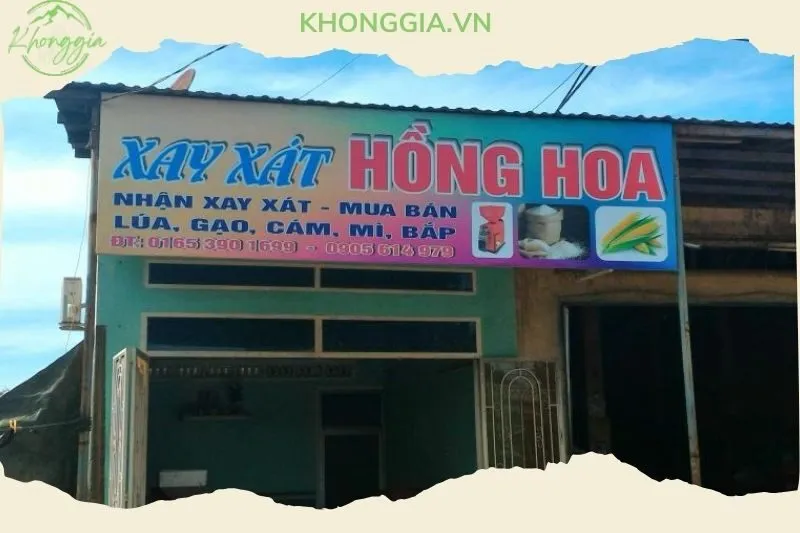 Khonggia
KHONGGIA.VN
XAY XÁT HỒNG HOA
NHẬN XAY XÁT - MUA BÁN
LÚA, GẠO, CÁM, MÌ, BẮP
ĐT: 0165 390 1699 - 0905 614 979